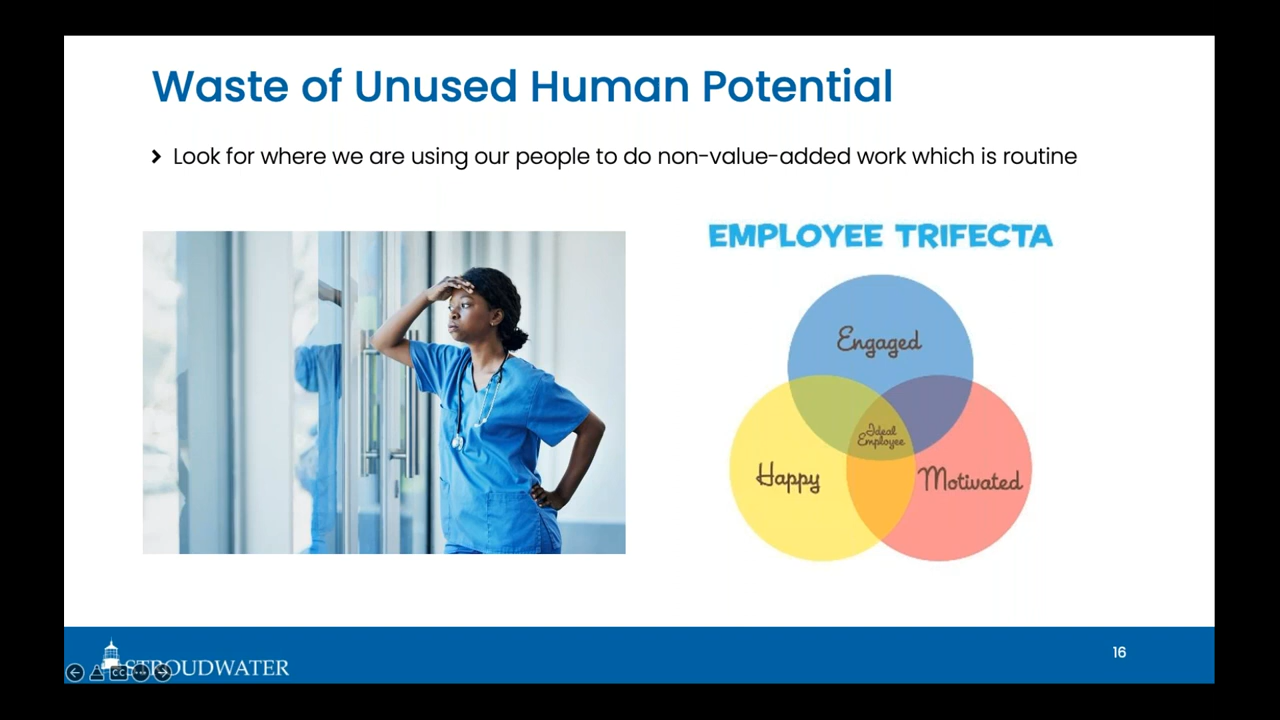 Waste of Unused Human Potential
Look for where we are using our people to do non-value-added work which is routine
EMPLOYEE TRIFECTA
Engaged
Ideal
Employee
Happy
Motivated
STROUDWATER
CC
16